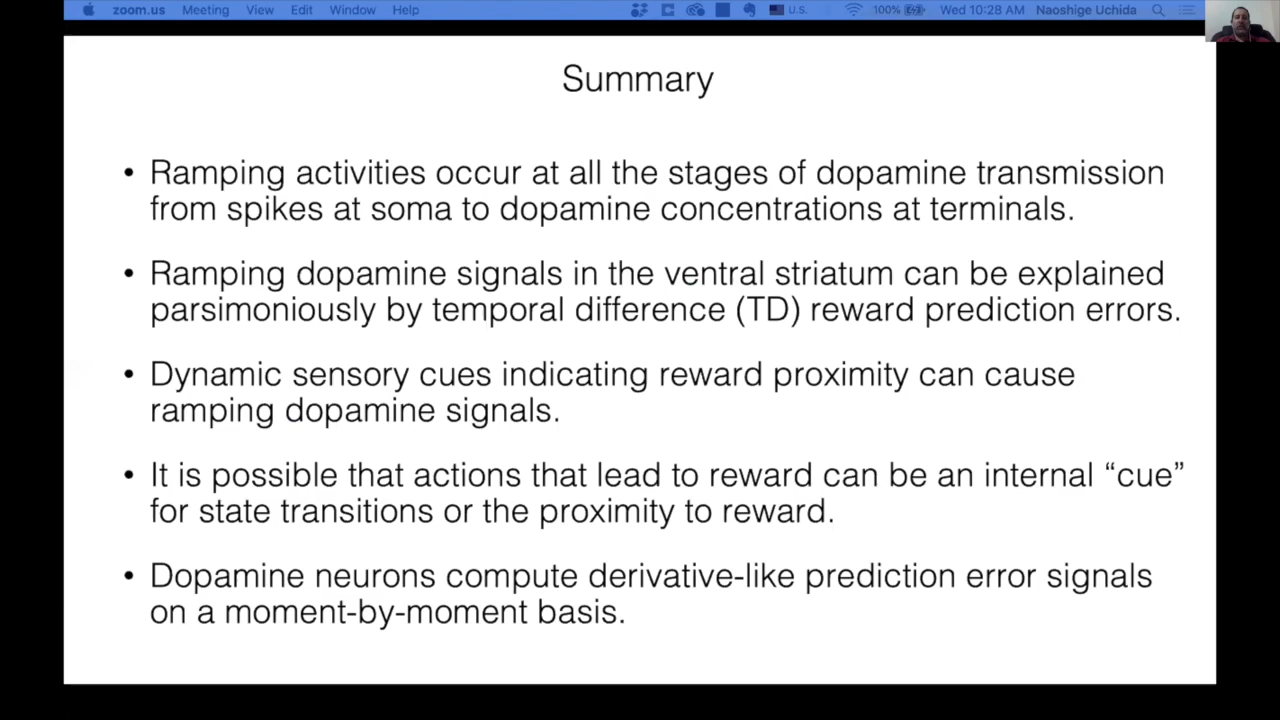 zoom.us Meeting View Edit Window Help U.S. 100% Wed 10:28 AM Naoshige Uchida
Summary
• Ramping activities occur at all the stages of dopamine transmission
from spikes at soma to dopamine concentrations at terminals.
• Ramping dopamine signals in the ventral striatum can be explained
parsimoniously by temporal difference (TD) reward prediction errors.
• Dynamic sensory cues indicating reward proximity can cause
ramping dopamine signals.
• It is possible that actions that lead to reward can be an internal “cue”
for state transitions or the proximity to reward.
• Dopamine neurons compute derivative-like prediction error signals
on a moment-by-moment basis.